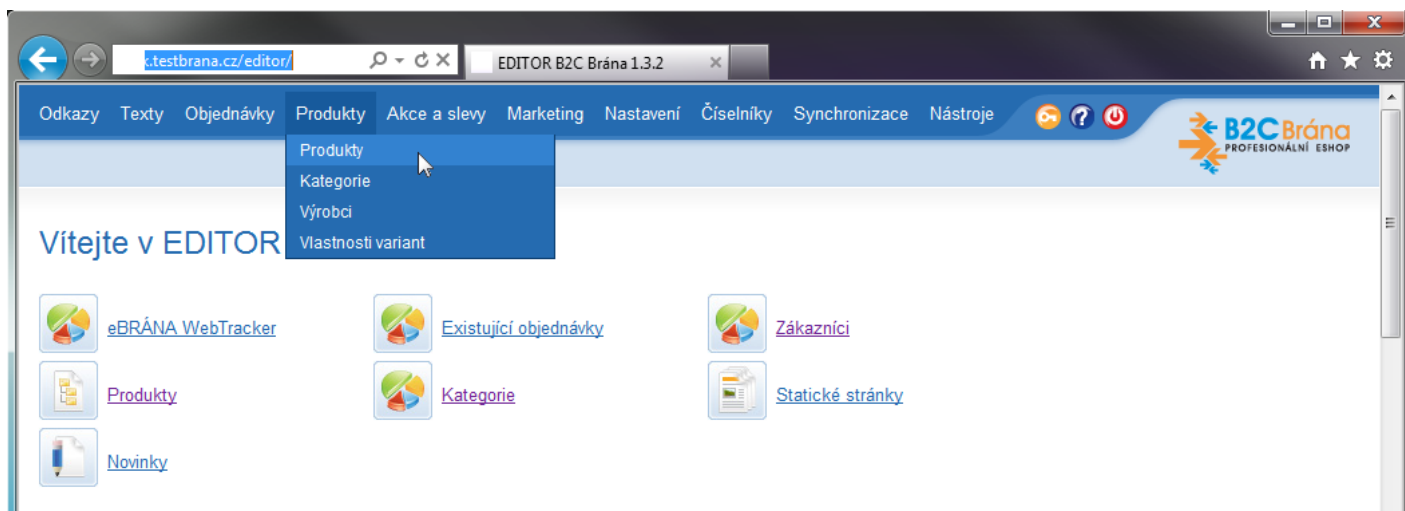 k.testbrana.cz/editor/
EDITOR B2C Brána 1.3.2
Odkazy Texty Objednávky Produkty Akce a slevy Marketing Nastavení Číselníky Synchronizace Nástroje
B2C Brána
PROFESIONÁLNÍ ESHOP
Produkty
Kategorie
Výrobci
Vlastnosti variant
Vítejte v EDITOR
eBRÁNA WebTracker Existující objednávky Zákazníci
Produkty Kategorie Statické stránky
Novinky